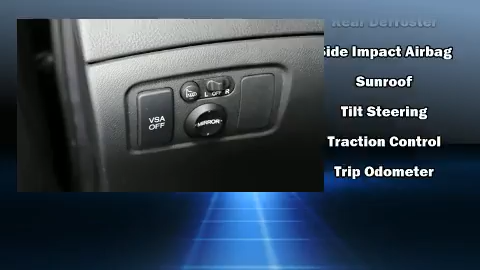 Rear Defroster
Side Impact Airbag
Sunroof
Tilt Steering
Traction Control
Trip Odometer
L OFF R
VSA
OFF
MIRROR